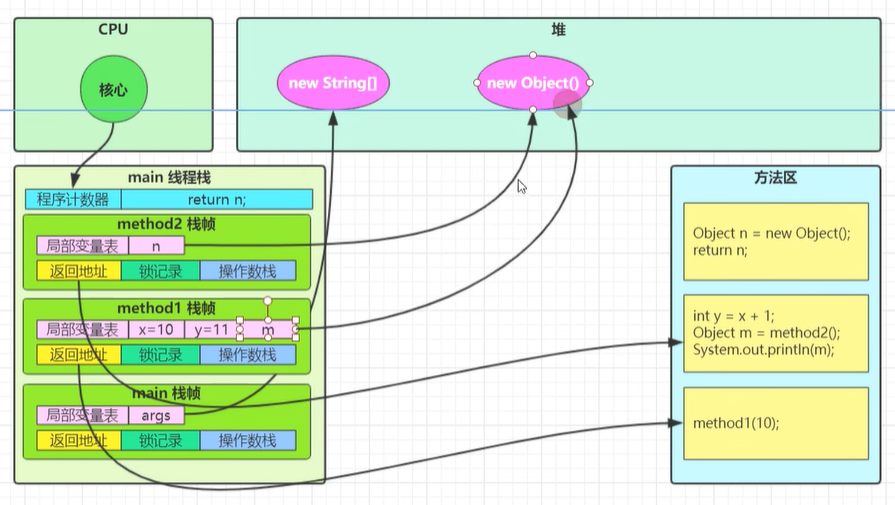 CPU
核心
堆
new String[]
new Object()
main 线程栈
程序计数器 return n;
method2 栈帧
局部变量表 n
返回地址 锁记录 操作数栈
method1 栈帧
局部变量表 x=10 y=11 m
返回地址 锁记录 操作数栈
main 栈帧
局部变量表 args
返回地址 锁记录 操作数栈
方法区
Object n = new Object();
return n;
int y = x + 1;
Object m = method2();
System.out.println(m);
method1(10);